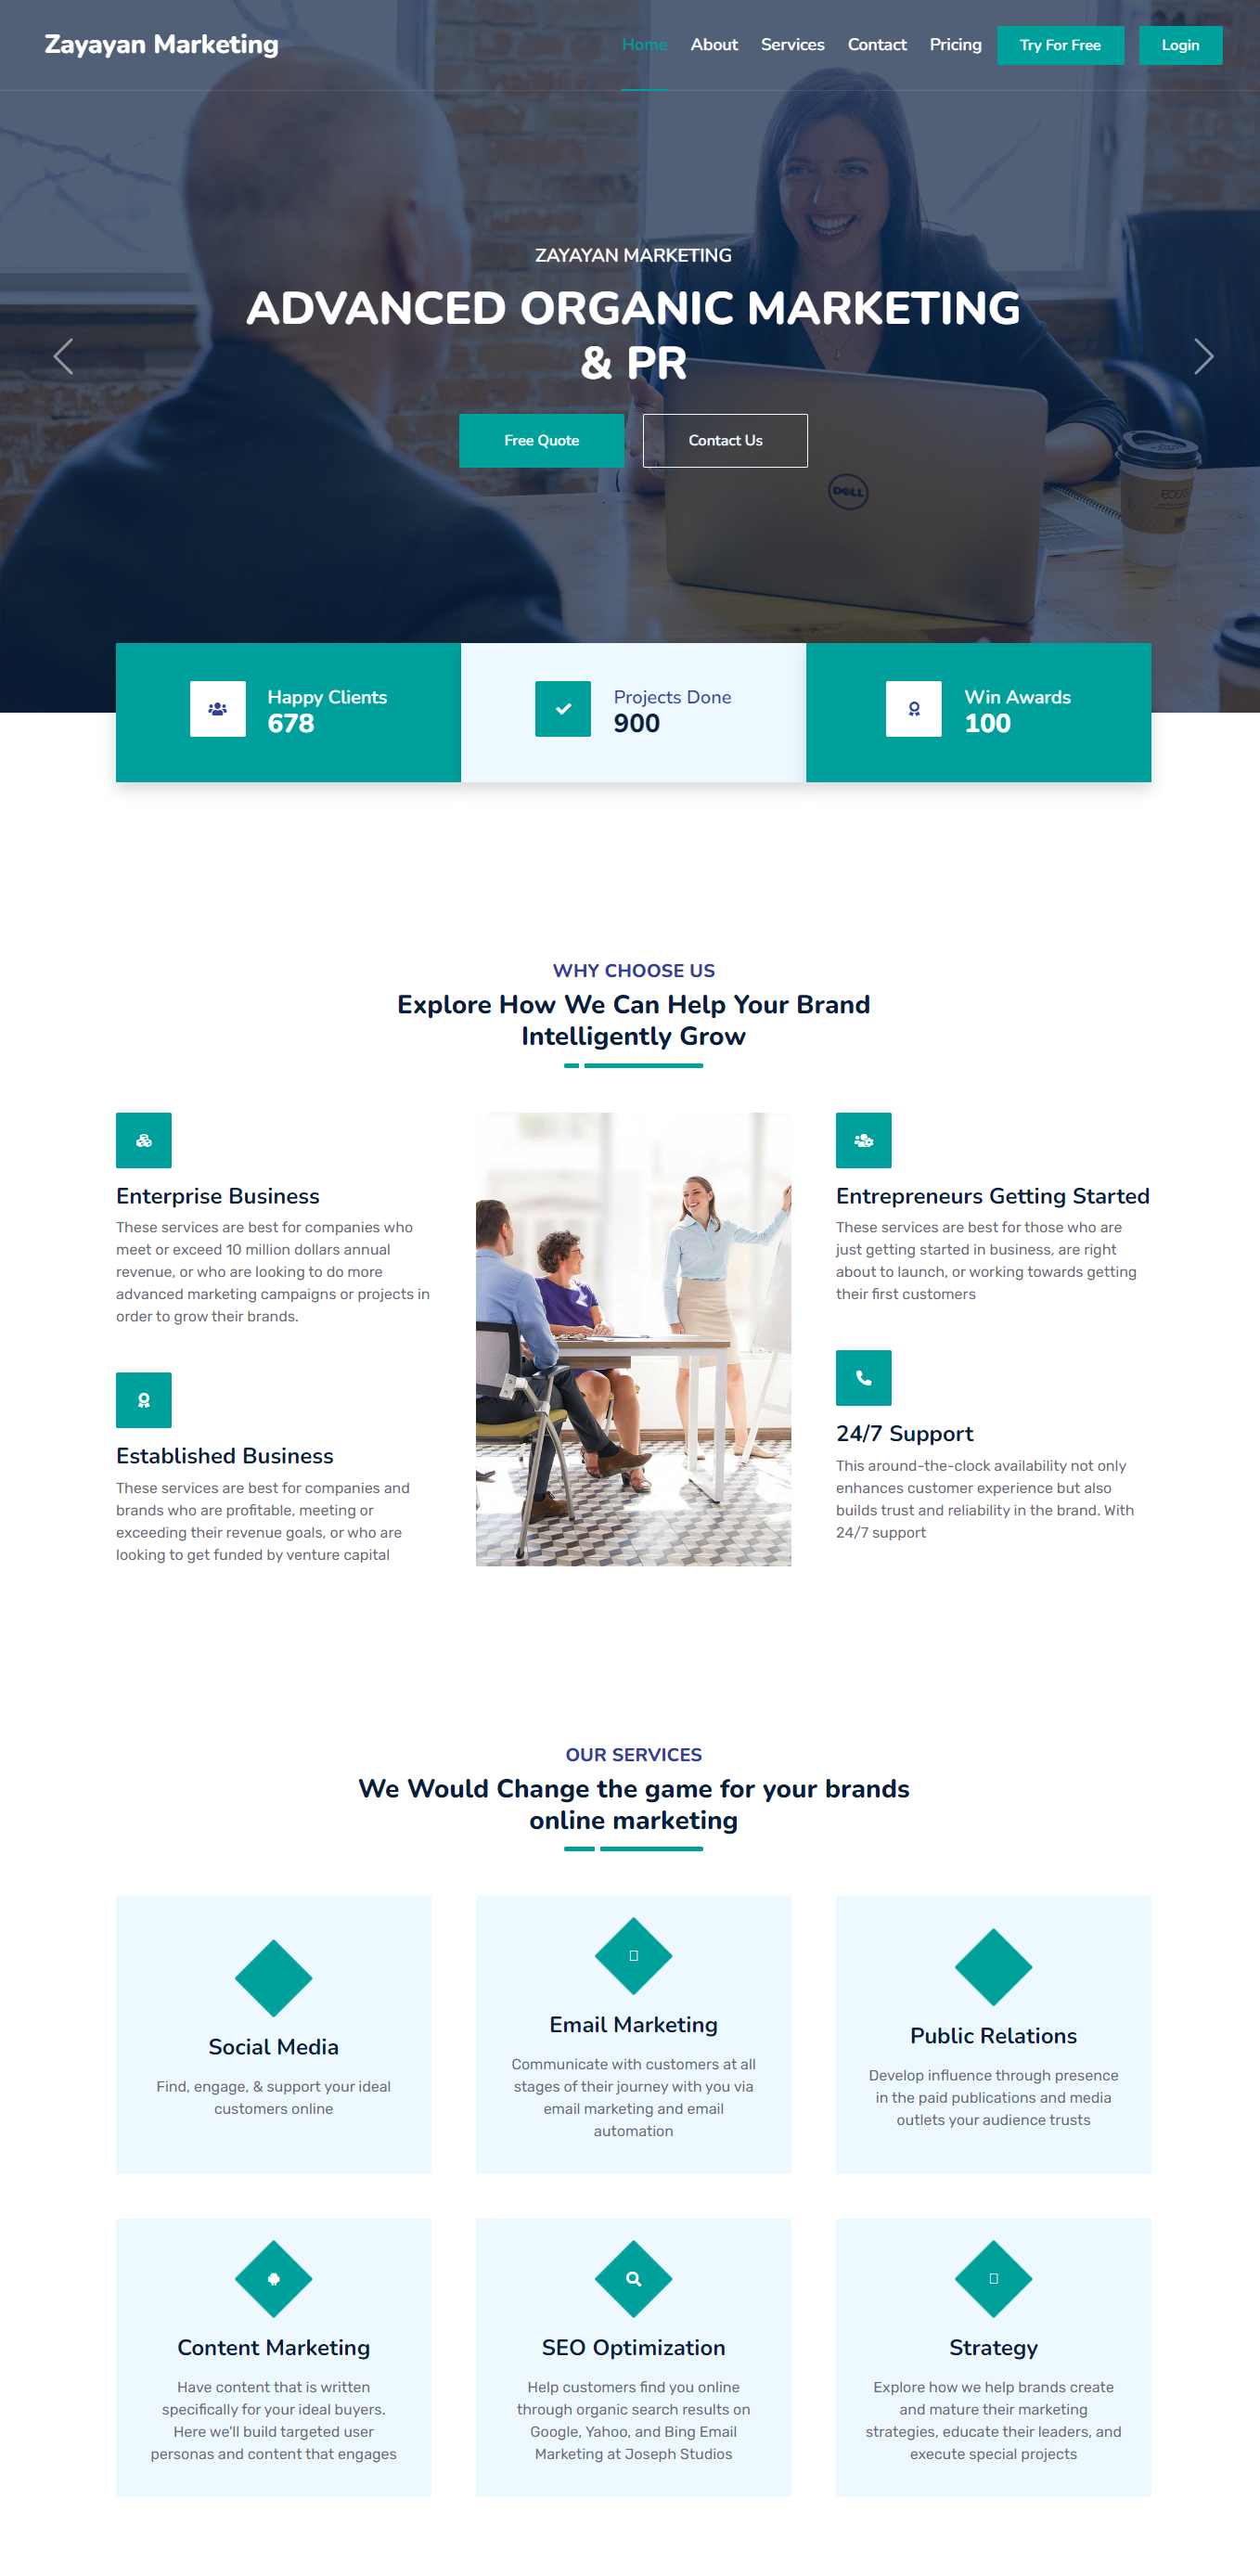 Zayayan Marketing
Home About Services Contact Pricing Try For Free Login
ZAYAYAN MARKETING
ADVANCED ORGANIC MARKETING
& PR
Free Quote Contact Us
DELL
Happy Clients
678
Projects Done
900
Win Awards
100
WHY CHOOSE US
Explore How We Can Help Your Brand
Intelligently Grow
Enterprise Business
These services are best for companies who
meet or exceed 10 million dollars annual
revenue, or who are looking to do more
advanced marketing campaigns or projects in
order to grow their brands.
Established Business
These services are best for companies and
brands who are profitable, meeting or
exceeding their revenue goals, or who are
looking to get funded by venture capital
Entrepreneurs Getting Started
These services are best for those who are
just getting started in business, are right
about to launch, or working towards getting
their first customers
24/7 Support
This around-the-clock availability not only
enhances customer experience but also
builds trust and reliability in the brand. With
24/7 support
OUR SERVICES
We Would Change the game for your brands
online marketing
Social Media
Find, engage, & support your ideal
customers online
Email Marketing
Communicate with customers at all
stages of their journey with you via
email marketing and email
automation
Public Relations
Develop influence through presence
in the paid publications and media
outlets your audience trusts
Content Marketing
Have content that is written
specifically for your ideal buyers.
Here we'll build targeted user
personas and content that engages
SEO Optimization
Help customers find you online
through organic search results on
Google, Yahoo, and Bing Email
Marketing at Joseph Studios
Strategy
Explore how we help brands create
and mature their marketing
strategies, educate their leaders, and
execute special projects